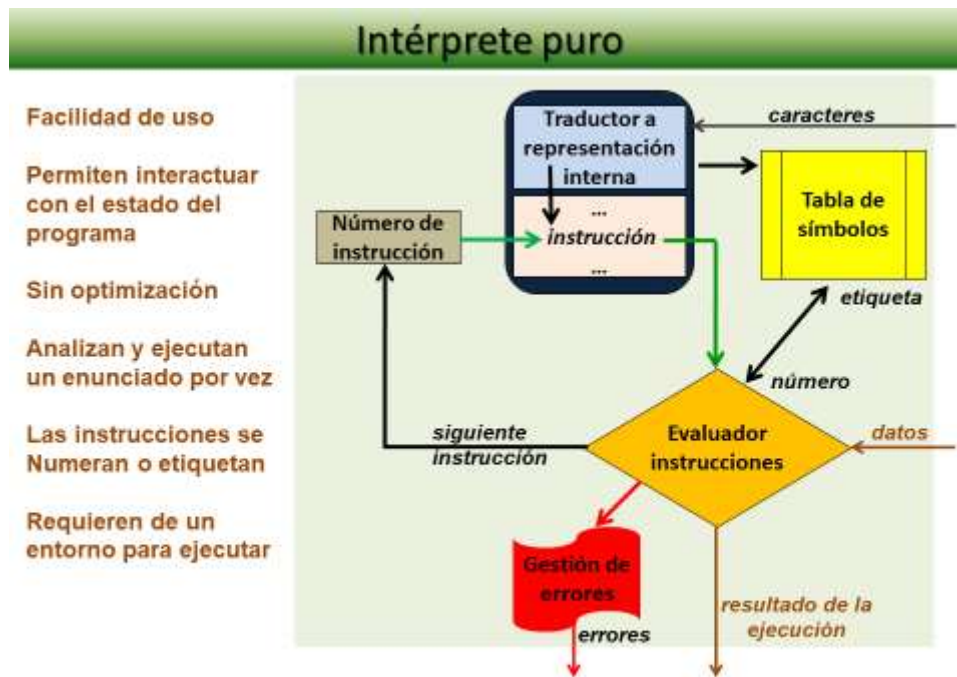 Intérprete puro
Facilidad de uso
Permiten interactuar
con el estado del
programa
Sin optimización
Analizan y ejecutan
un enunciado por vez
Las instrucciones se
Numeran o etiquetan
Requieren de un
entorno para ejecutar
Traductor a
representación
interna
...
instrucción
...
caracteres
Tabla de
símbolos
Número de
instrucción
etiqueta
número
siguiente
instrucción
Evaluador
instrucciones
datos
Gestión de
errores
errores
resultado de la
ejecución